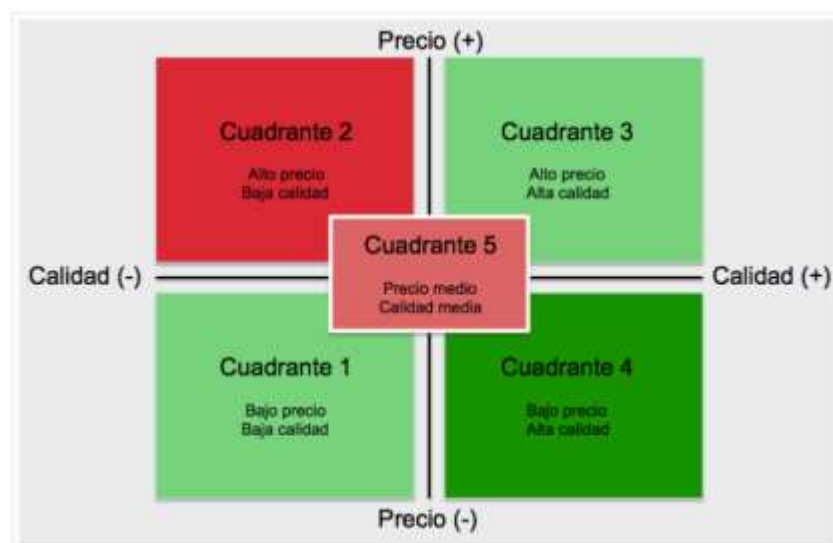 Precio (+)
Cuadrante 2
Alto precio
Baja calidad
Cuadrante 3
Alto precio
Alta calidad
Calidad (-)
Cuadrante 5
Precio medio
Calidad media
Calidad (+)
Cuadrante 1
Bajo precio
Baja calidad
Cuadrante 4
Bajo precio
Alta calidad
Precio (-)